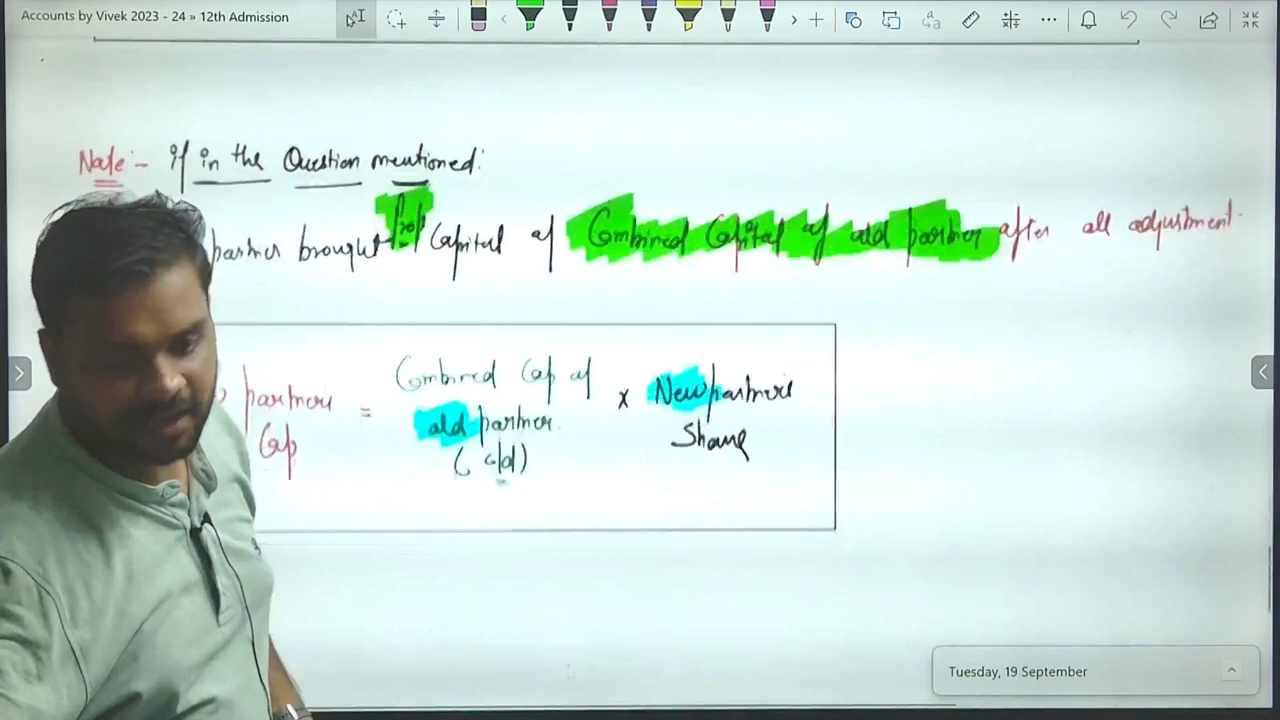 Accounts by Vivek 2023 - 24 » 12th Admission
Note:- If in the Question mentioned:
partner brought Prop Capital of Combined Capital of old partner after all adjustment.
partner's Cap = Combined Cap of old partner (c/d) x New partner's Share
Tuesday, 19 September